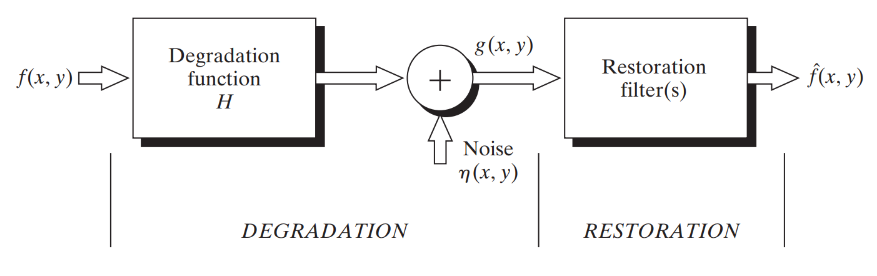 f(x, y)
Degradation
function
H
+
g(x, y)
Noise
η(x, y)
Restoration
filter(s)
f̂(x, y)
DEGRADATION
RESTORATION